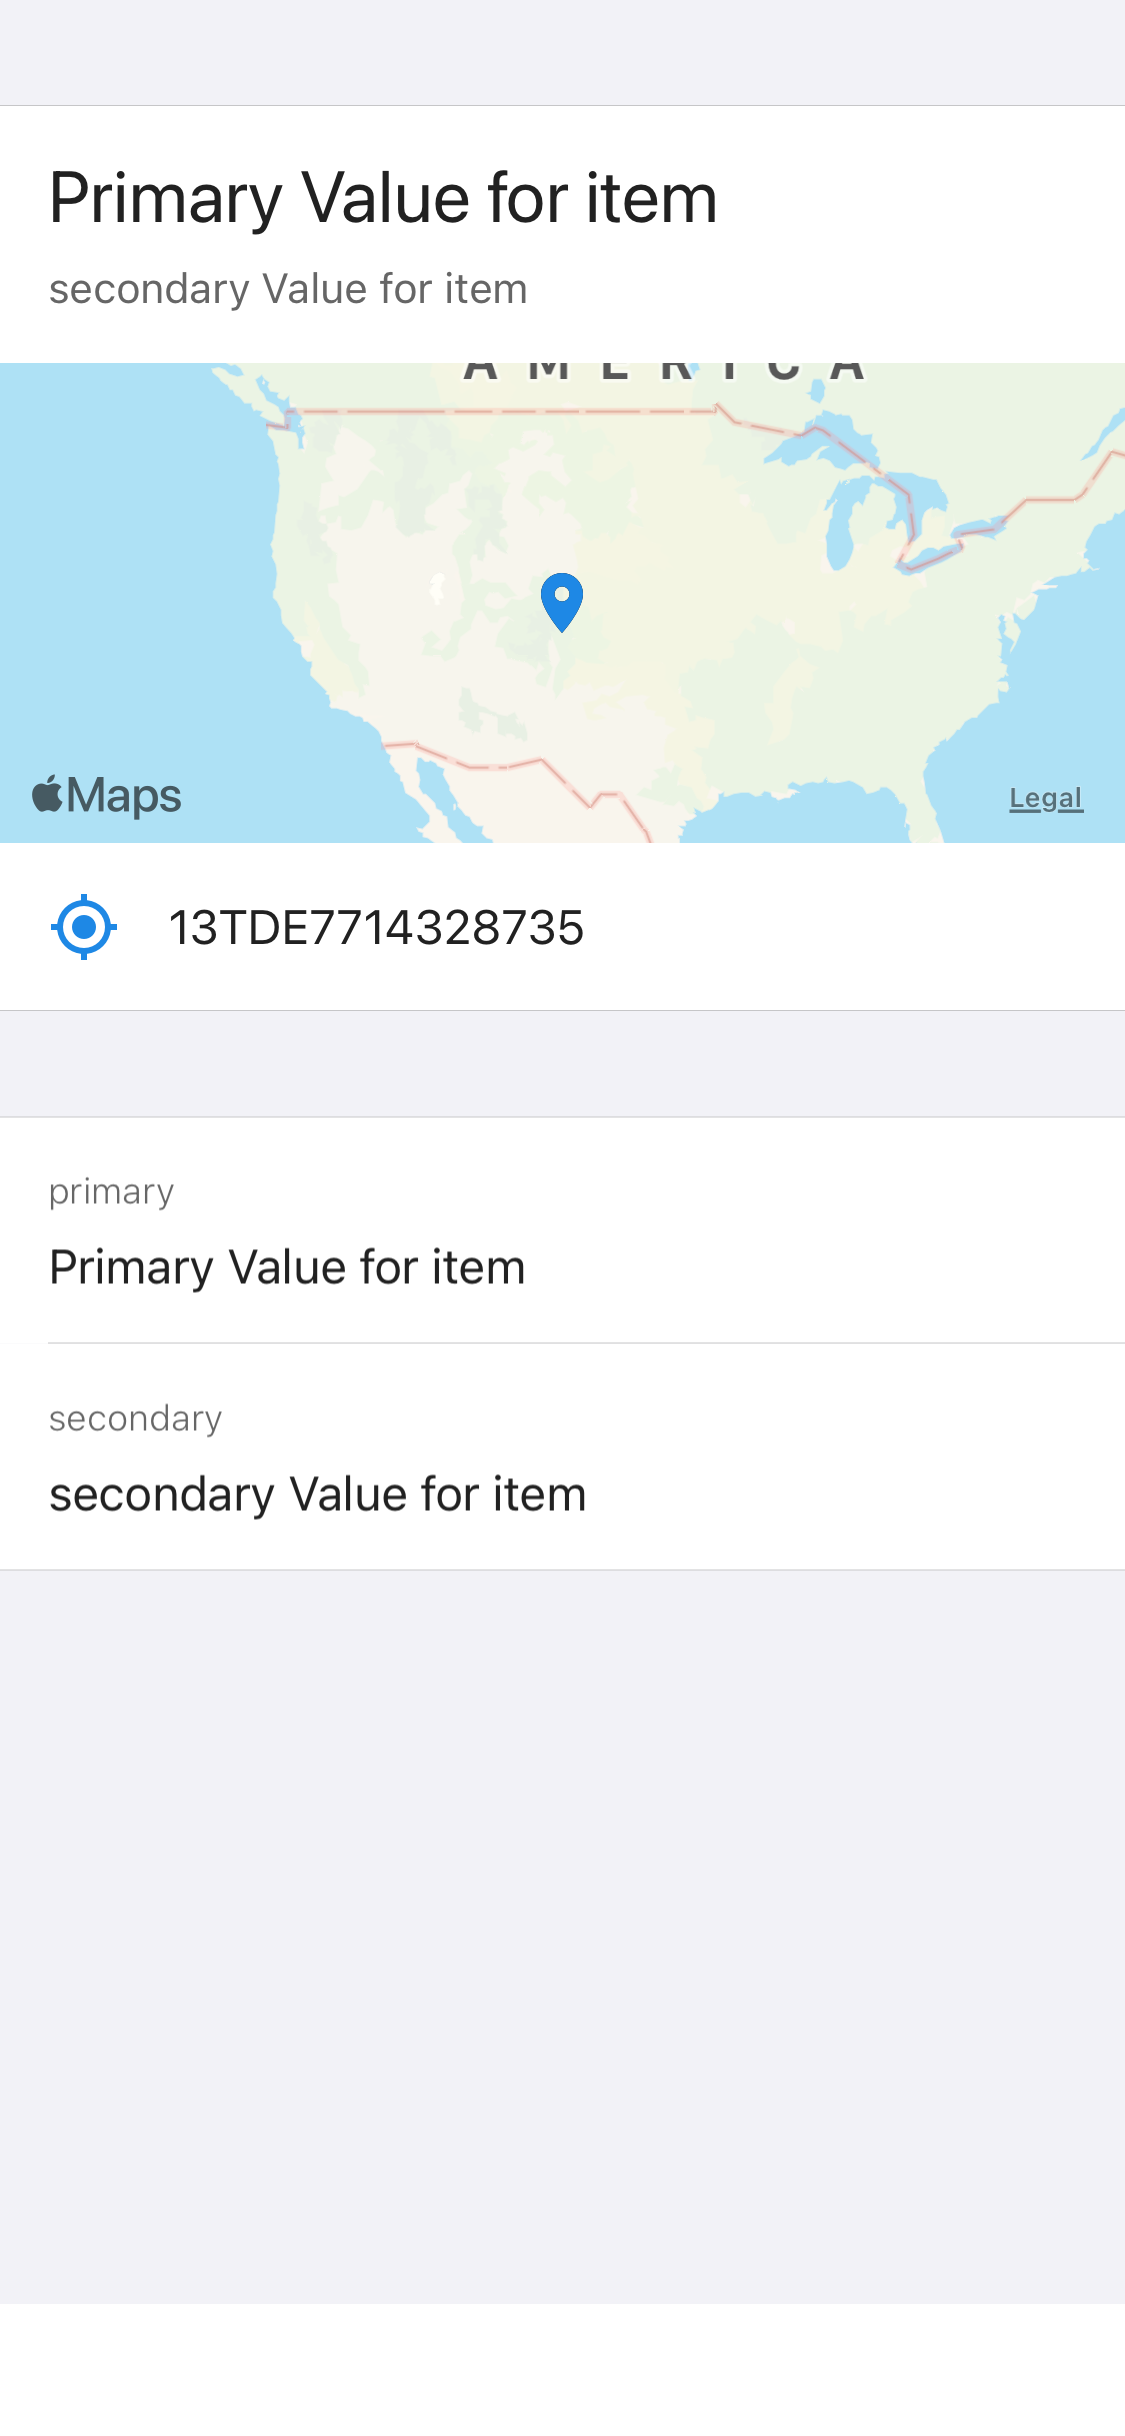 Primary Value for item
secondary Value for item
AMERICA
Maps
Legal
13TDE7714328735
primary
Primary Value for item
secondary
secondary Value for item